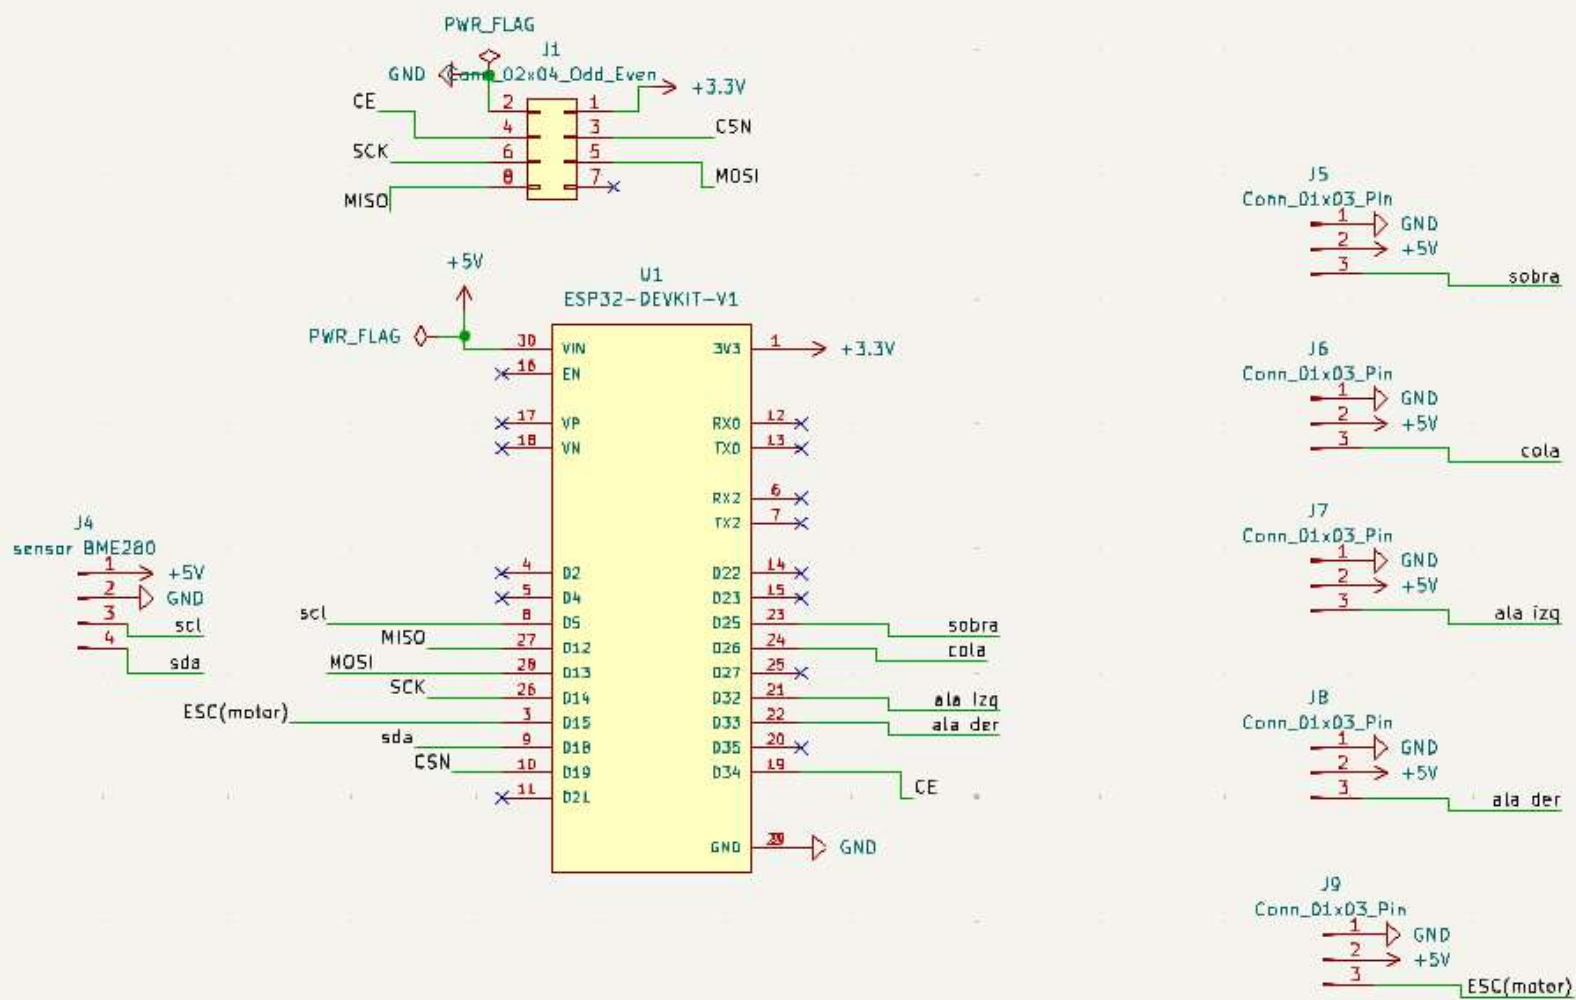 PWR_FLAG
J1
GND Conn_02x04_Odd_Even
+3.3V
CE
2 1
4 3 CSN
SCK 6 5
8 7 MOSI
MISO
+5V
U1
ESP32-DEVKIT-V1
PWR_FLAG
30 VIN 3V3 1 +3.3V
16 EN
17 VP RX0 12
18 VN TX0 13
RX2 6
TX2 7
4 D2 D22 14
5 D4 D23 15
scl 8 D5 D25 23 sobra
MISO 27 D12 D26 24 cola
MOSI 28 D13 D27 25
SCK 26 D14 D32 21 ala izq
ESC(motor) 3 D15 D33 22 ala der
sda 9 D18 D35 20
CSN 10 D19 D34 19 CE
11 D21
GND GND
J4
sensor BME280
1 +5V
2 GND
3 scl
4 sda
J5
Conn_01x03_Pin
1 GND
2 +5V
3 sobra
J6
Conn_01x03_Pin
1 GND
2 +5V
3 cola
J7
Conn_01x03_Pin
1 GND
2 +5V
3 ala izq
J8
Conn_01x03_Pin
1 GND
2 +5V
3 ala der
J9
Conn_01x03_Pin
1 GND
2 +5V
3 ESC(motor)